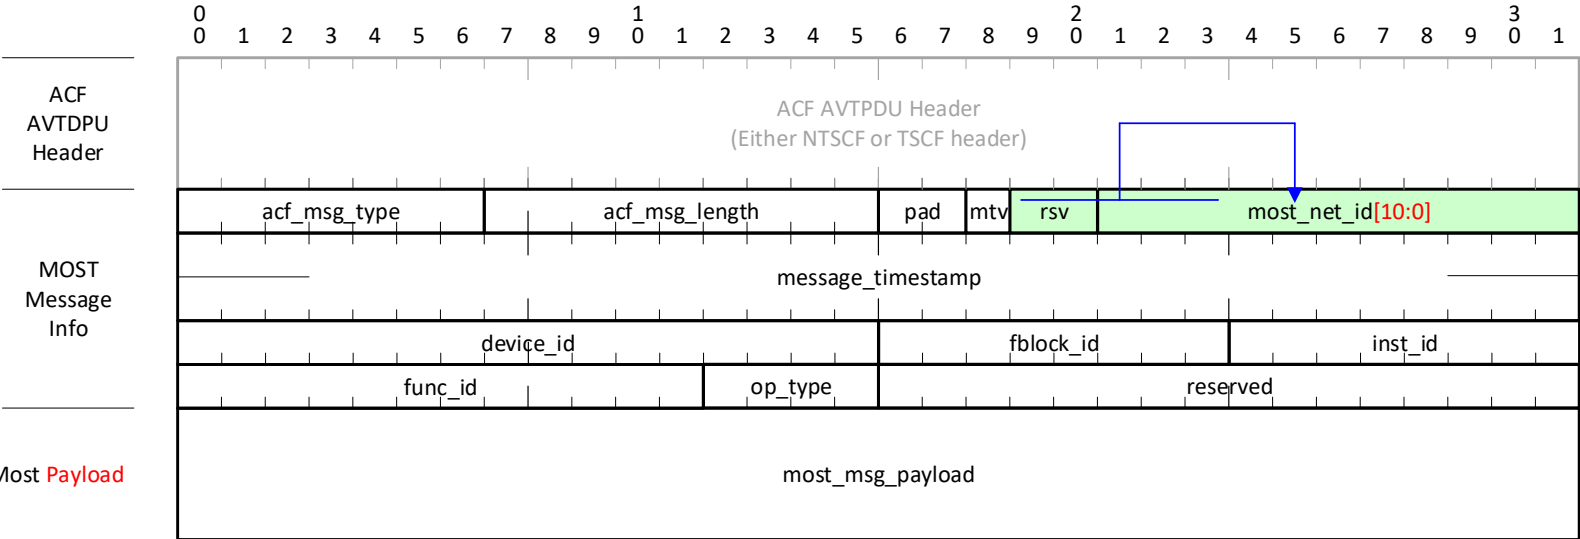 0 1 2 3
0 1 2 3 4 5 6 7 8 9 0 1 2 3 4 5 6 7 8 9 0 1 2 3 4 5 6 7 8 9 0 1
ACF
AVTDPU
Header
ACF AVTPDU Header
(Either NTSCF or TSCF header)
acf_msg_type acf_msg_length pad mtv rsv most_net_id[10:0]
MOST
Message
Info
message_timestamp
device_id fblock_id inst_id
func_id op_type reserved
Most Payload most_msg_payload